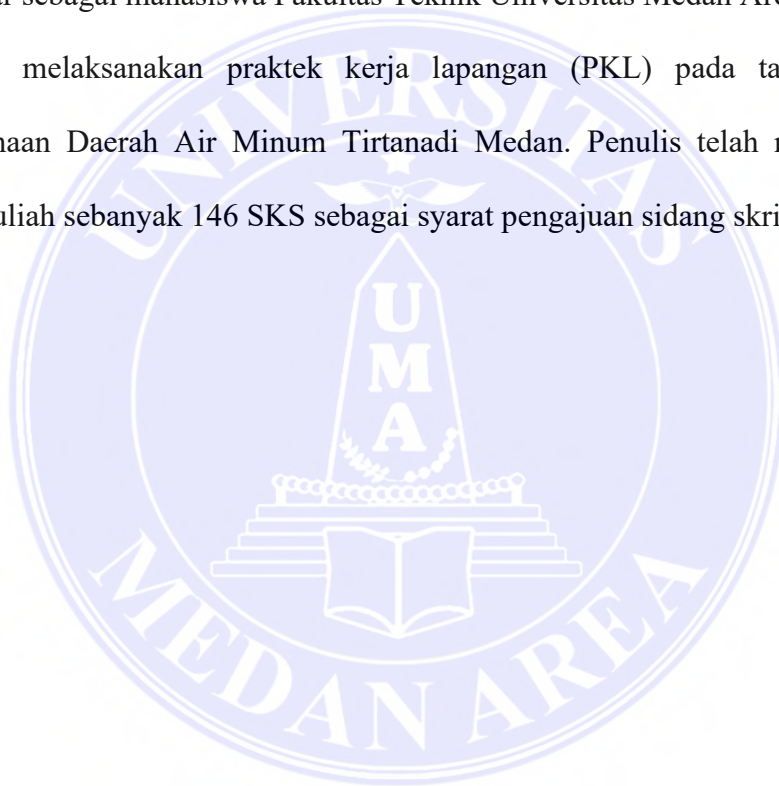 sebagai mahasiswa Fakultas Teknik Universitas Medan
melaksanakan praktek kerja lapangan (PKL) pada
Daerah Air Minum Tirtanadi Medan. Penulis telah
sebanyak 146 SKS sebagai syarat pengajuan sidang
UNIVERSITAS
U
M
A
MEDAN AREA